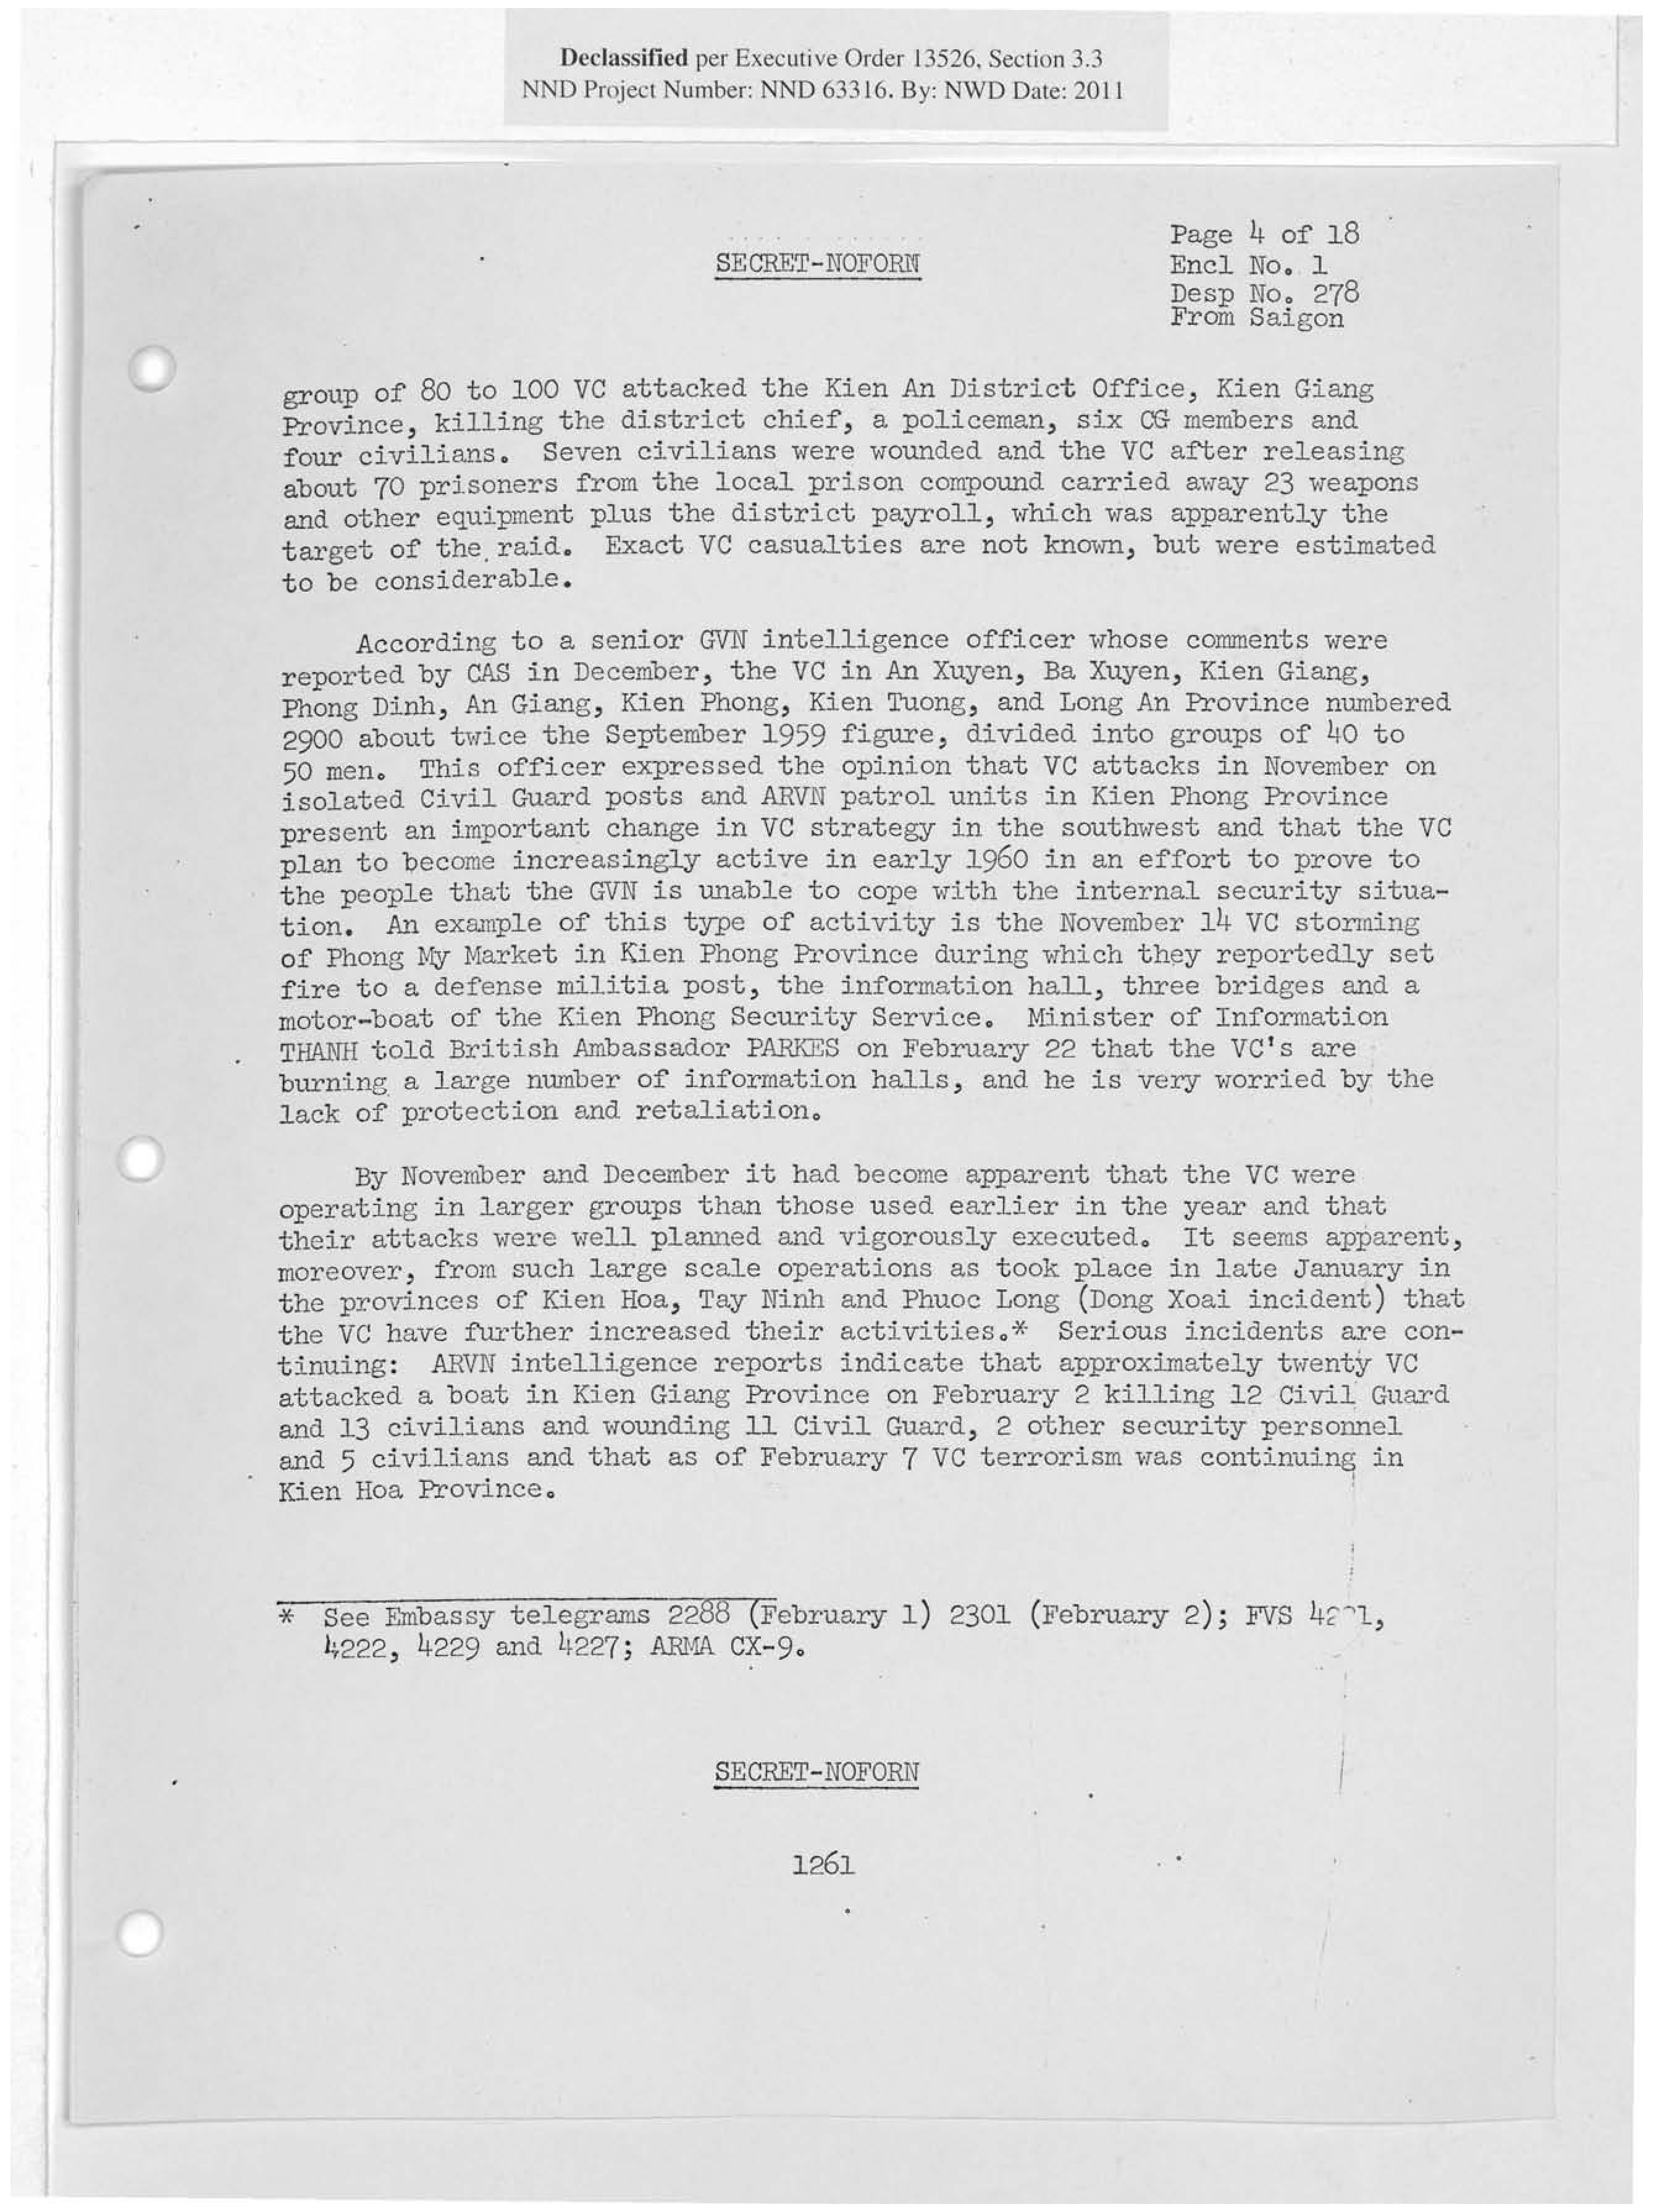 Declassified per Executive Order 13526, Section 3.3
NND Project Number: NND 63316. By: NWD Date: 2011
Page 4 of 18
SECRET-NOFORN
Encl No. 1
Desp No. 278
From Saigon
group of 80 to 100 VC attacked the Kien An District Office, Kien Giang
Province, killing the district chief, a policeman, six CG members and
four civilians. Seven civilians were wounded and the VC after releasing
about 70 prisoners from the local prison compound carried away 23 weapons
and other equipment plus the district payroll, which was apparently the
target of the raid. Exact VC casualties are not known, but were estimated
to be considerable.
According to a senior GVN intelligence officer whose comments were
reported by CAS in December, the VC in An Xuyen, Ba Xuyen, Kien Giang,
Phong Dinh, An Giang, Kien Phong, Kien Tuong, and Long An Province numbered
2900 about twice the September 1959 figure, divided into groups of 40 to
50 men. This officer expressed the opinion that VC attacks in November on
isolated Civil Guard posts and ARVN patrol units in Kien Phong Province
present an important change in VC strategy in the southwest and that the VC
plan to become increasingly active in early 1960 in an effort to prove to
the people that the GVN is unable to cope with the internal security situa-
tion. An example of this type of activity is the November 14 VC storming
of Phong My Market in Kien Phong Province during which they reportedly set
fire to a defense militia post, the information hall, three bridges and a
motor-boat of the Kien Phong Security Service. Minister of Information
THANH told British Ambassador PARKES on February 22 that the VC's are
burning a large number of information halls, and he is very worried by the
lack of protection and retaliation.
By November and December it had become apparent that the VC were
operating in larger groups than those used earlier in the year and that
their attacks were well planned and vigorously executed. It seems apparent,
moreover, from such large scale operations as took place in late January in
the provinces of Kien Hoa, Tay Ninh and Phuoc Long (Dong Xoai incident) that
the VC have further increased their activities.* Serious incidents are con-
tinuing: ARVN intelligence reports indicate that approximately twenty VC
attacked a boat in Kien Giang Province on February 2 killing 12 Civil Guard
and 13 civilians and wounding 11 Civil Guard, 2 other security personnel
and 5 civilians and that as of February 7 VC terrorism was continuing in
Kien Hoa Province.
* See Embassy telegrams 2288 (February 1) 2301 (February 2); FVS
4222, 4229 and 4227; ARMA CX-9.
SECRET-NOFORN
1261